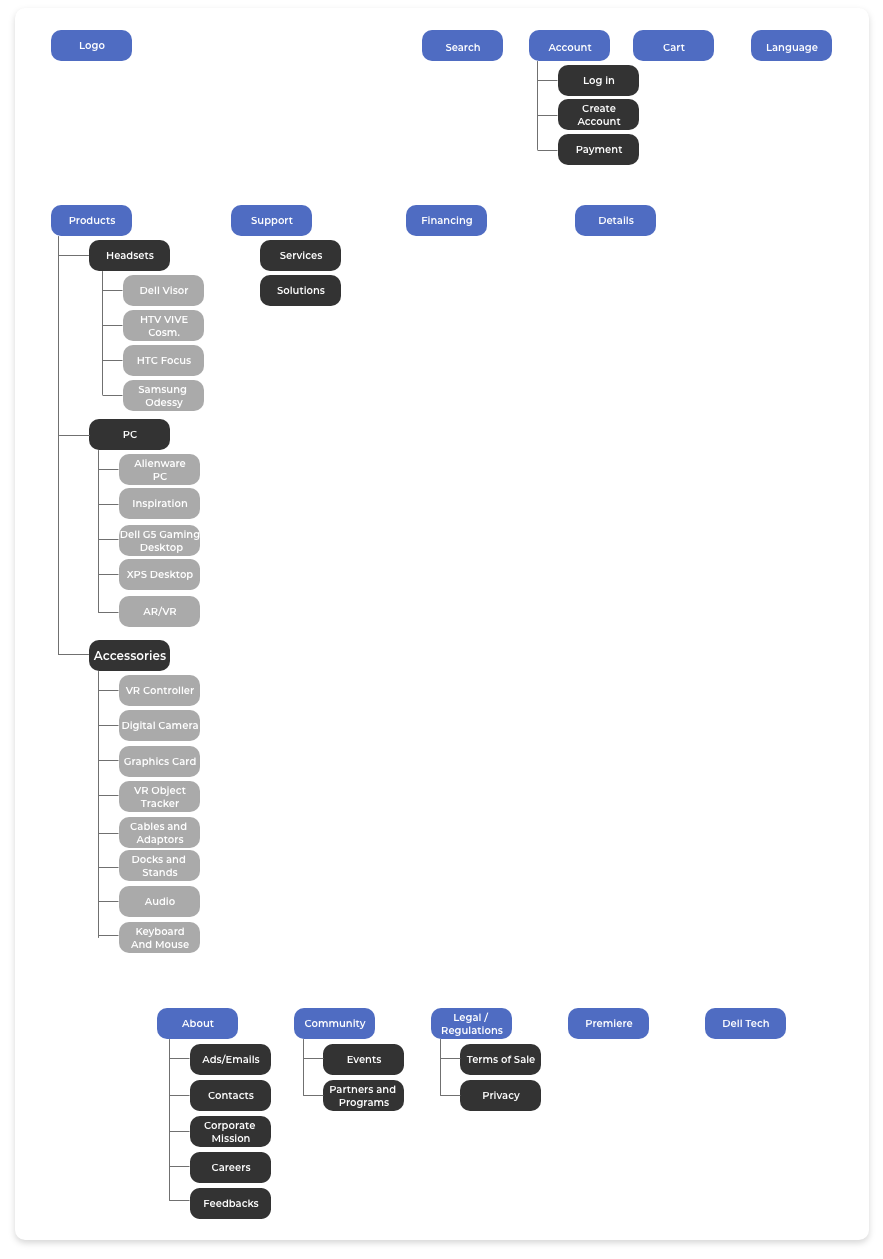 Logo
Search
Account
Cart
Language
Log in
Create
Account
Payment
Products
Support
Financing
Details
Headsets
Services
Dell Visor
Solutions
HTV VIVE
Cosm.
HTC Focus
Samsung
Odessy
PC
Alienware
PC
Inspiration
Dell G5 Gaming
Desktop
XPS Desktop
AR/VR
Accessories
VR Controller
Digital Camera
Graphics Card
VR Object
Tracker
Cables and
Adaptors
Docks and
Stands
Audio
Keyboard
And Mouse
About
Community
Legal /
Regulations
Premiere
Dell Tech
Ads/Emails
Events
Terms of Sale
Contacts
Partners and
Programs
Privacy
Corporate
Mission
Careers
Feedbacks